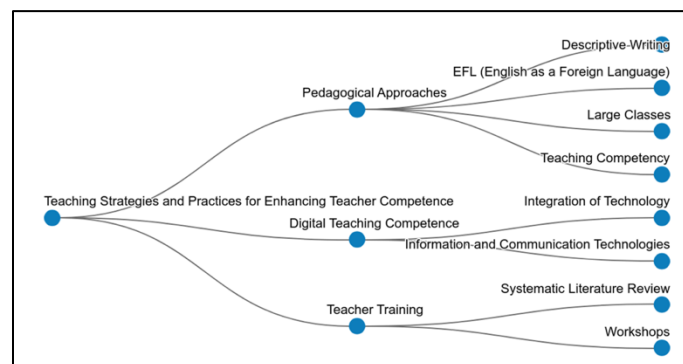 Descriptive Writing
EFL (English as a Foreign Language)
Pedagogical Approaches
Large Classes
Teaching Competency
Teaching Strategies and Practices for Enhancing Teacher Competence
Integration of Technology
Digital Teaching Competence
Information and Communication Technologies
Systematic Literature Review
Teacher Training
Workshops